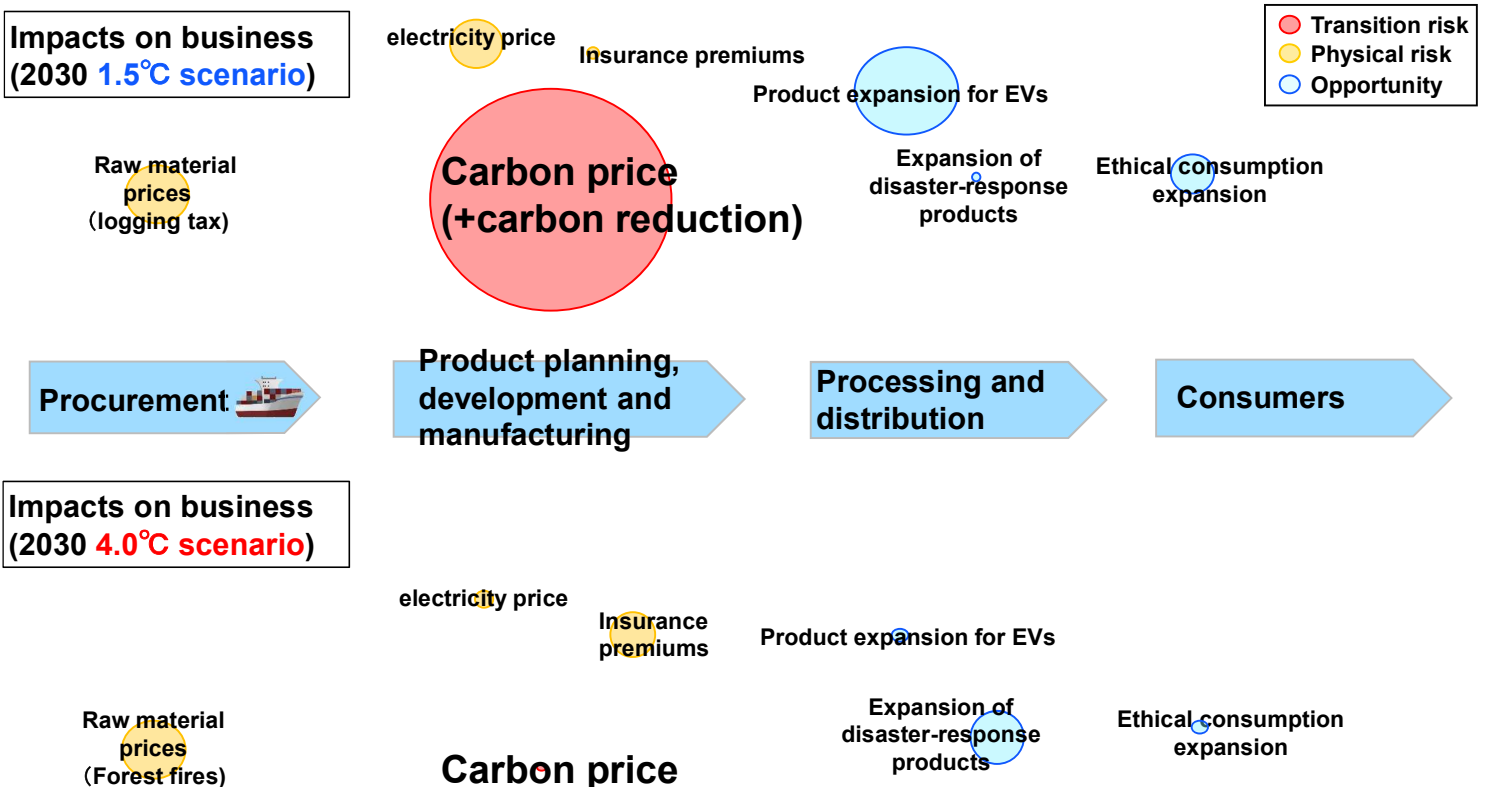 Impacts on business
(2030 1.5℃ scenario)
electricity price
Insurance premiums
Product expansion for EVs
Transition risk
Physical risk
Opportunity
Raw material
prices
（logging tax)
Carbon price
(+carbon reduction)
Expansion of
disaster-response
products
Ethical consumption
expansion
Procurement
Product planning,
development and
manufacturing
Processing and
distribution
Consumers
Impacts on business
(2030 4.0℃ scenario)
electricity price
Insurance
premiums
Product expansion for EVs
Raw material
prices
（Forest fires)
Carbon price
Expansion of
disaster-response
products
Ethical consumption
expansion